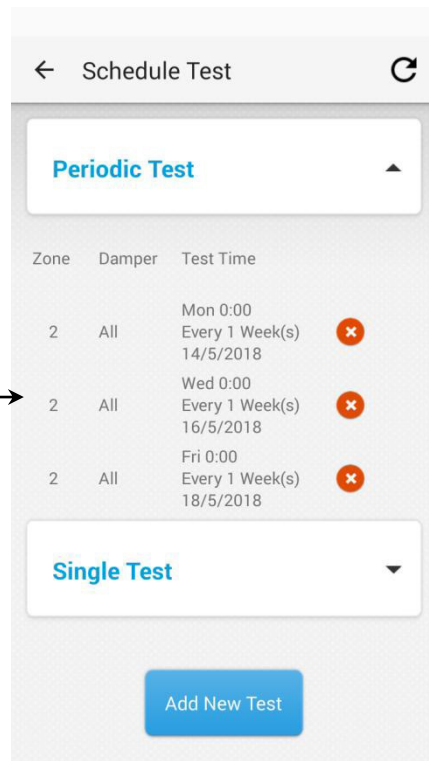 Schedule Test
Periodic Test
Zone Damper Test Time
Mon 0:00
2 All Every 1 Week(s)
14/5/2018
Wed 0:00
2 All Every 1 Week(s)
16/5/2018
Fri 0:00
2 All Every 1 Week(s)
18/5/2018
Single Test
Add New Test